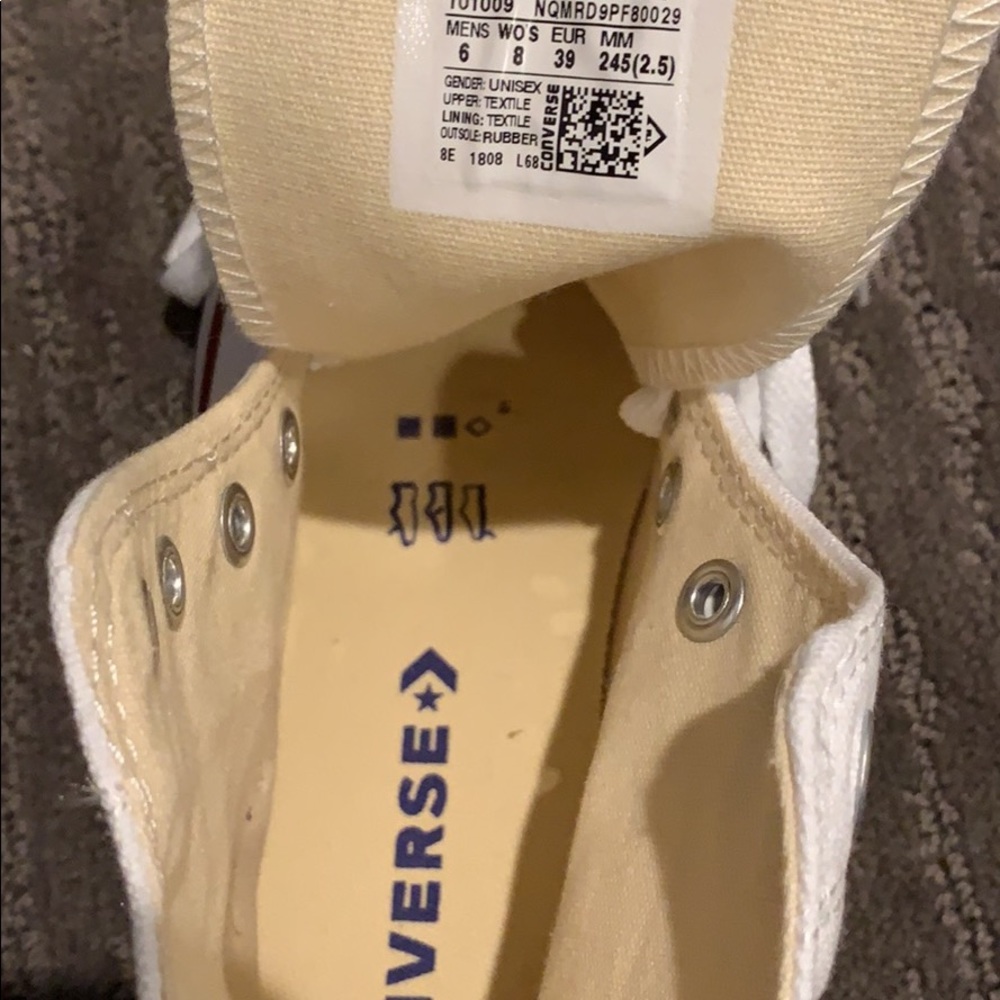 101009 NQMRD9PF80029
MENS WO'S EUR MM
6 8 39 245(2.5)
GENDER: UNISEX
UPPER: TEXTILE
LINING: TEXTILE
OUTSOLE: RUBBER
8E 1808 L68
CONVERSE
VERSE